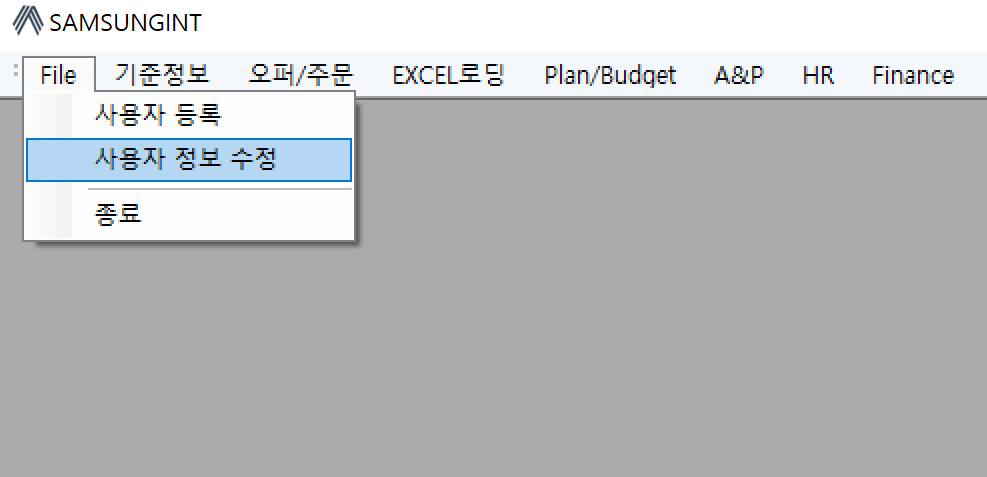 SAMSUNGINT
File 기준정보 오퍼/주문 EXCEL로딩 Plan/Budget A&P HR Finance
사용자 등록
사용자 정보 수정
종료